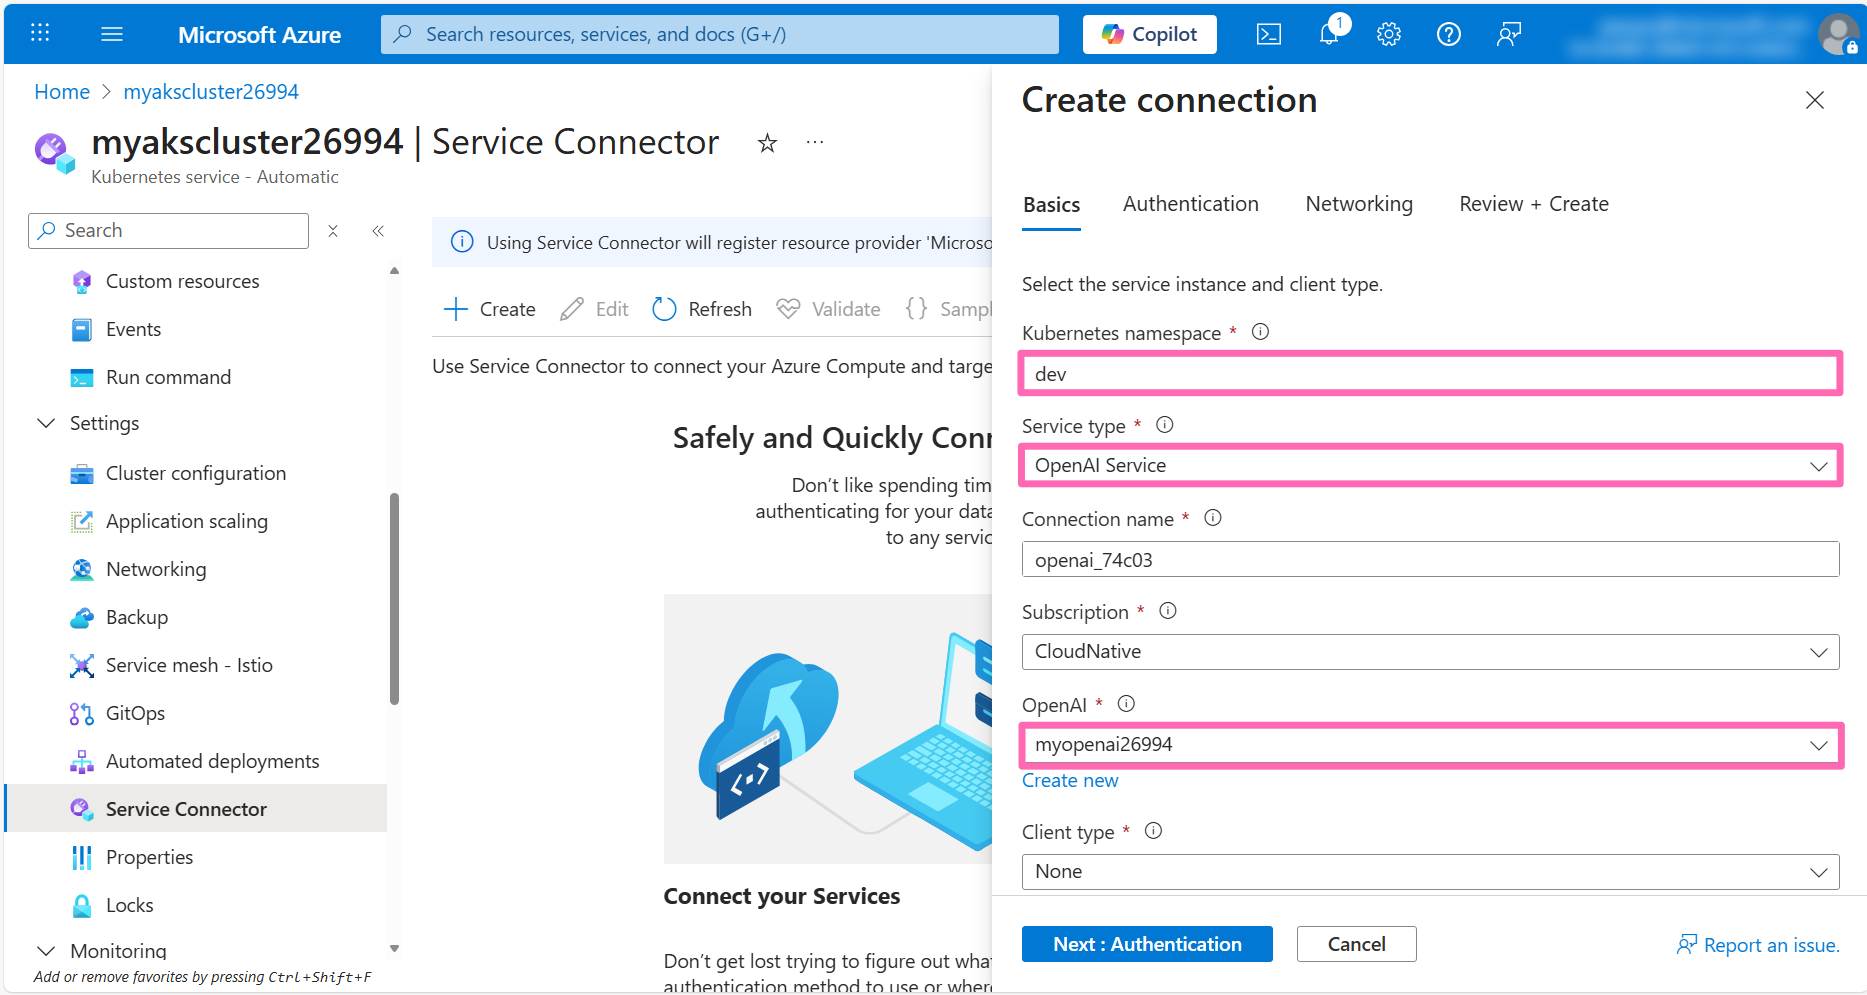 Microsoft Azure
Search resources, services, and docs (G+/)
Copilot
1
Home > myakscluster26994
myakscluster26994 | Service Connector
Kubernetes service - Automatic
Search
Custom resources
Events
Run command
Settings
Cluster configuration
Application scaling
Networking
Backup
Service mesh - Istio
GitOps
Automated deployments
Service Connector
Properties
Locks
Monitoring
Add or remove favorites by pressing Ctrl+Shift+F
Using Service Connector will register resource provider 'Microso
Create Edit Refresh Validate Sampl
Use Service Connector to connect your Azure Compute and targe
Safely and Quickly Conn
Don't like spending tim
authenticating for your data
to any servic
Connect your Services
Don't get lost trying to figure out wha
authentication method to use or wher
Create connection
Basics Authentication Networking Review + Create
Select the service instance and client type.
Kubernetes namespace *
dev
Service type *
OpenAI Service
Connection name *
openai_74c03
Subscription *
CloudNative
OpenAI *
myopenai26994
Create new
Client type *
None
Next : Authentication
Cancel
Report an issue.